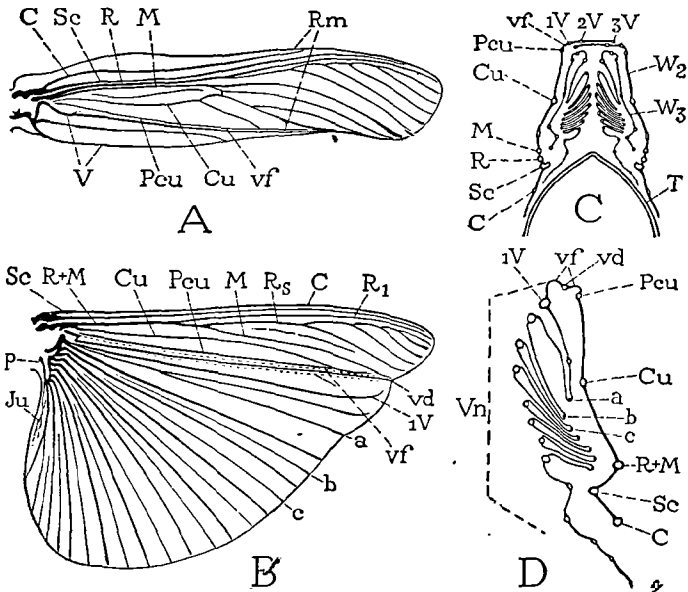 C Sc R M Rm
V Pcu Cu vf
A
vf 1V 2V 3V
Pcu
Cu
W2
W3
M
R
Sc
C
T
C
Sc R+M Cu Pcu M Rs C R1
p
Ju
vd
1V
vf
a
b
c
B
1V vf vd
Pcu
Cu
Vn
a
b
c
R+M
Sc
C
D